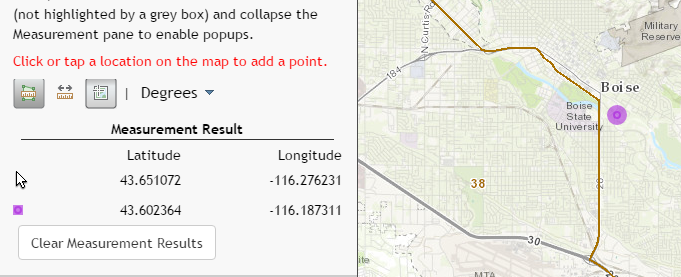 (not highlighted by a grey box) and collapse the
Measurement pane to enable popups.
Click or tap a location on the map to add a point.
| Degrees
Measurement Result
Latitude Longitude
43.651072 -116.276231
43.602364 -116.187311
Clear Measurement Results
N Curtis Rd
Military
Reserve
184
Boise
Boise
State
University
38
20
30
MTA